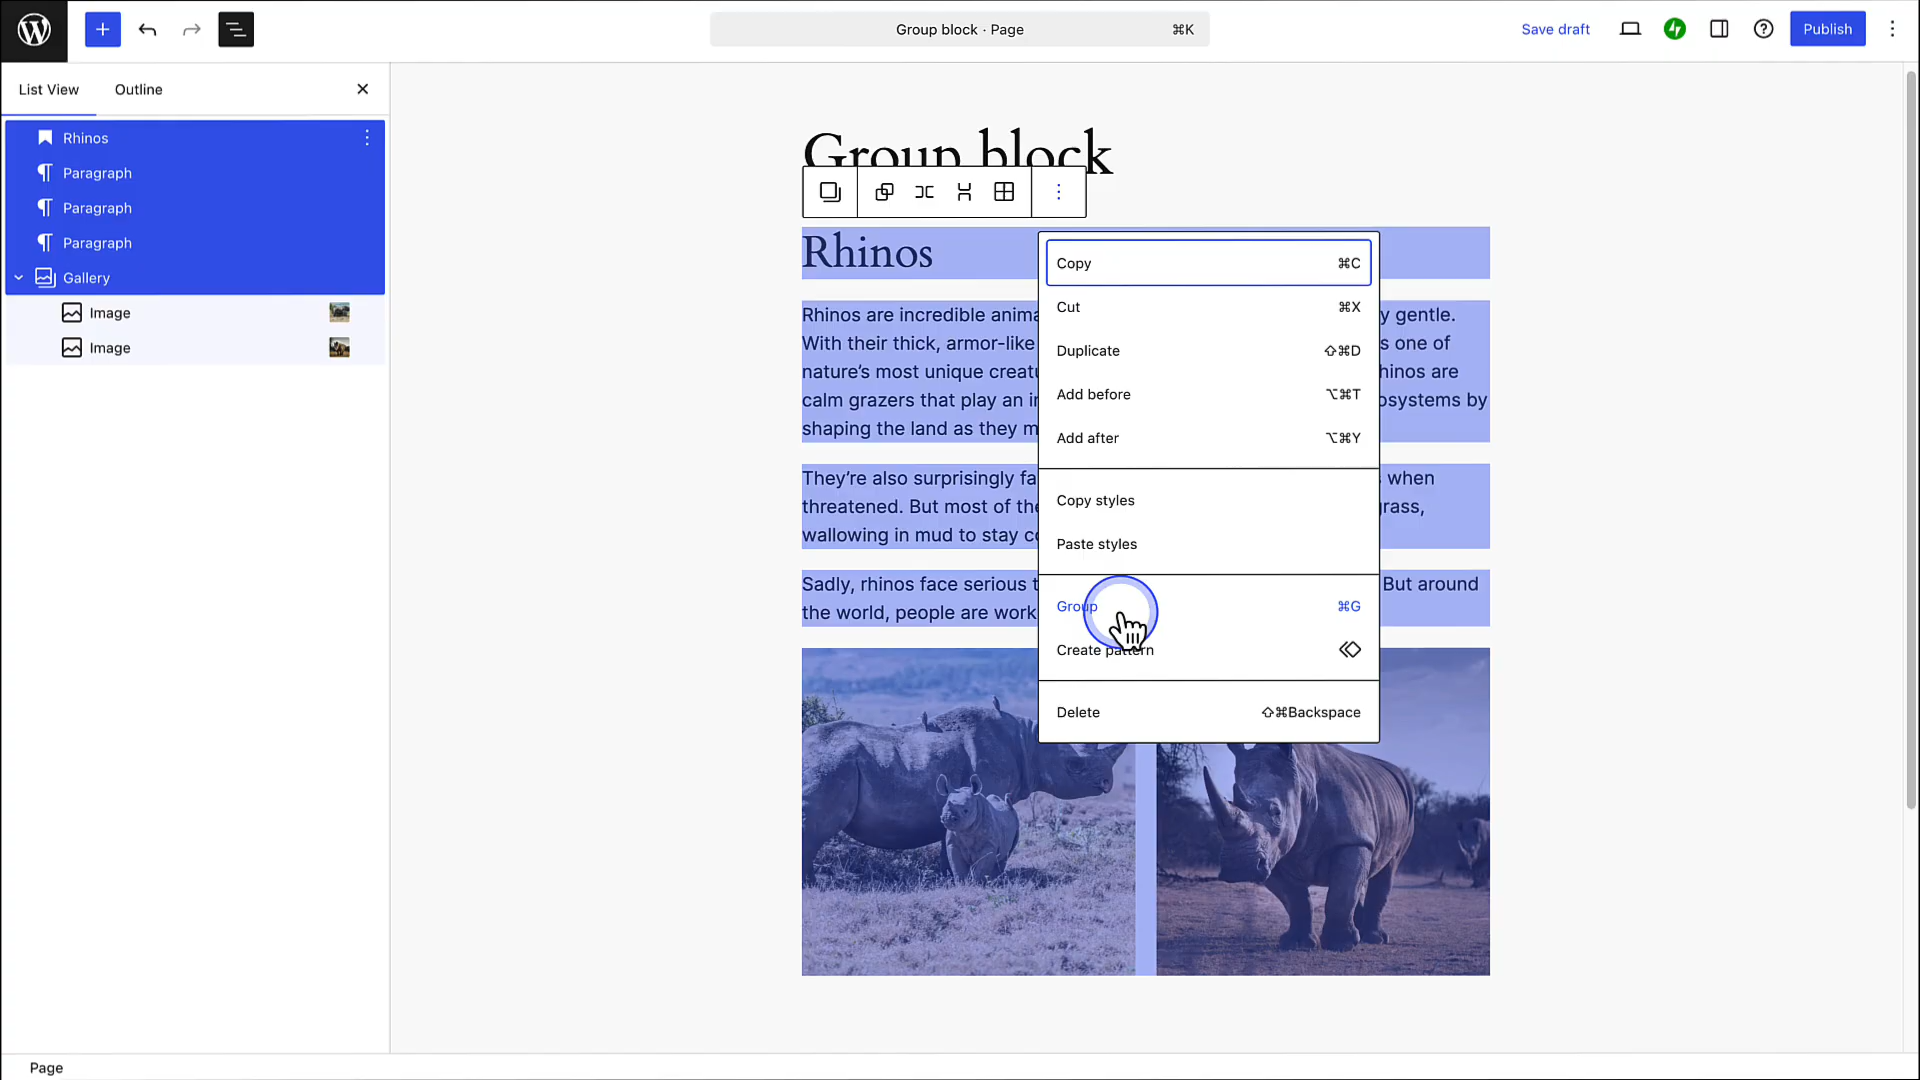 Group block · Page ⌘K
Save draft
Publish
List View
Outline
Rhinos
Paragraph
Paragraph
Paragraph
Gallery
Image
Image
Group block
Rhinos
Rhinos are incredible anima
y gentle.
With their thick, armor-like
s one of
nature’s most unique creatu
hinos are
calm grazers that play an i
osystems by
shaping the land as they m
They’re also surprisingly fa
when
threatened. But most of the
grass,
wallowing in mud to stay c
Sadly, rhinos face serious t
But around
the world, people are work
Copy ⌘C
Cut ⌘X
Duplicate ⇧⌘D
Add before ⌥⌘T
Add after ⌥⌘Y
Copy styles
Paste styles
Group ⌘G
Create pattern
Delete ⇧⌘Backspace
Page